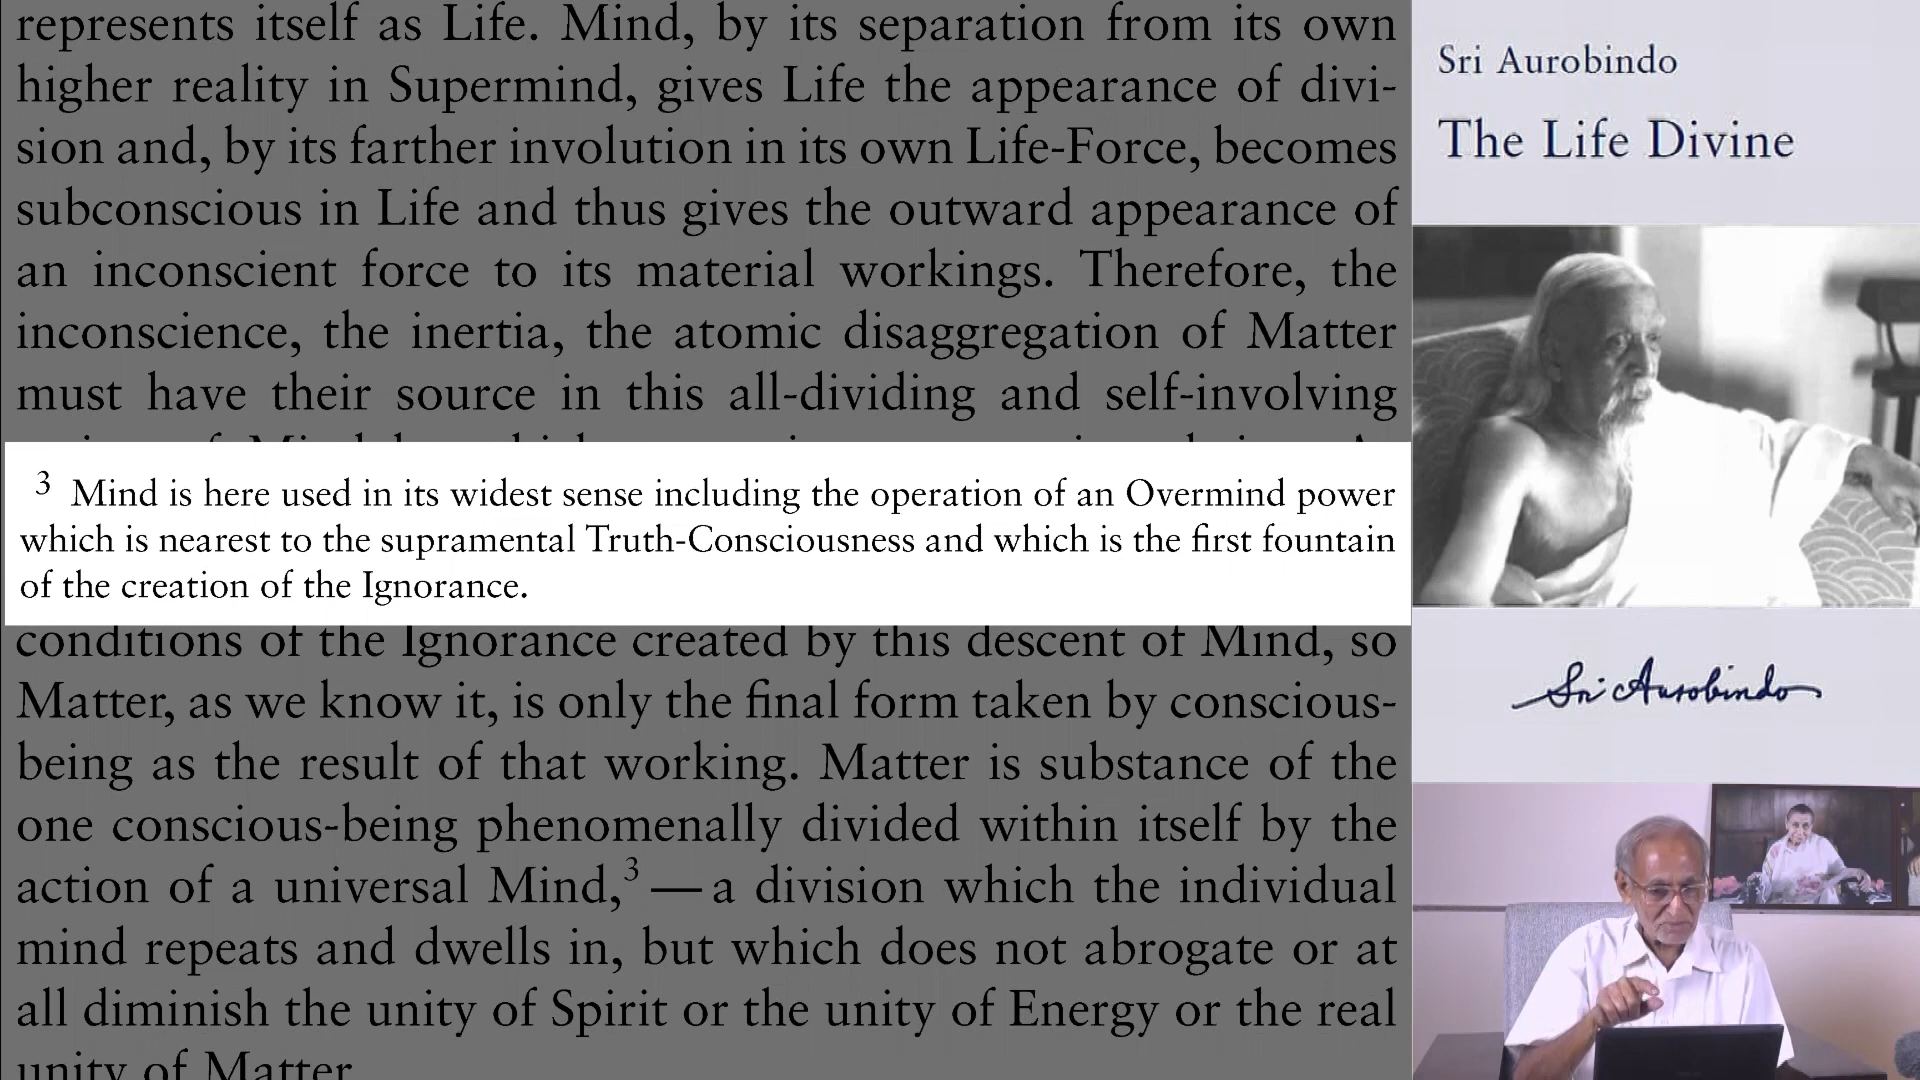 represents itself as Life. Mind, by its separation from its own
higher reality in Supermind, gives Life the appearance of divi-
sion and, by its farther involution in its own Life-Force, becomes
subconscious in Life and thus gives the outward appearance of
an inconscient force to its material workings. Therefore, the
inconscience, the inertia, the atomic disaggregation of Matter
must have their source in this all-dividing and self-involving
3 Mind is here used in its widest sense including the operation of an Overmind power
which is nearest to the supramental Truth-Consciousness and which is the first fountain
of the creation of the Ignorance.
conditions of the Ignorance created by this descent of Mind, so
Matter, as we know it, is only the final form taken by conscious-
being as the result of that working. Matter is substance of the
one conscious-being phenomenally divided within itself by the
action of a universal Mind,3 — a division which the individual
mind repeats and dwells in, but which does not abrogate or at
all diminish the unity of Spirit or the unity of Energy or the real
unity of Matter
Sri Aurobindo
The Life Divine
Sri Aurobindo